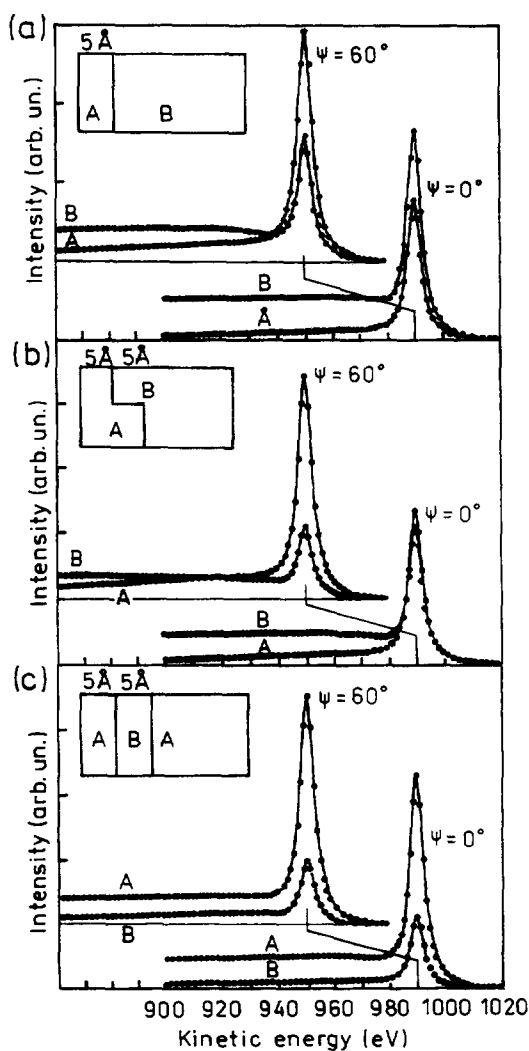 (a)
5 Å
A
B
Ψ = 60°
Ψ = 0°
B
A
B
A
Intensity (arb. un.)
(b)
5Å 5Å
B
A
Ψ = 60°
Ψ = 0°
B
A
B
A
Intensity (arb. un.)
(c)
5Å 5Å
A
B
A
Ψ = 60°
Ψ = 0°
A
B
A
B
Intensity (arb. un.)
900 920 940 960 980 1000 1020
Kinetic energy (eV)